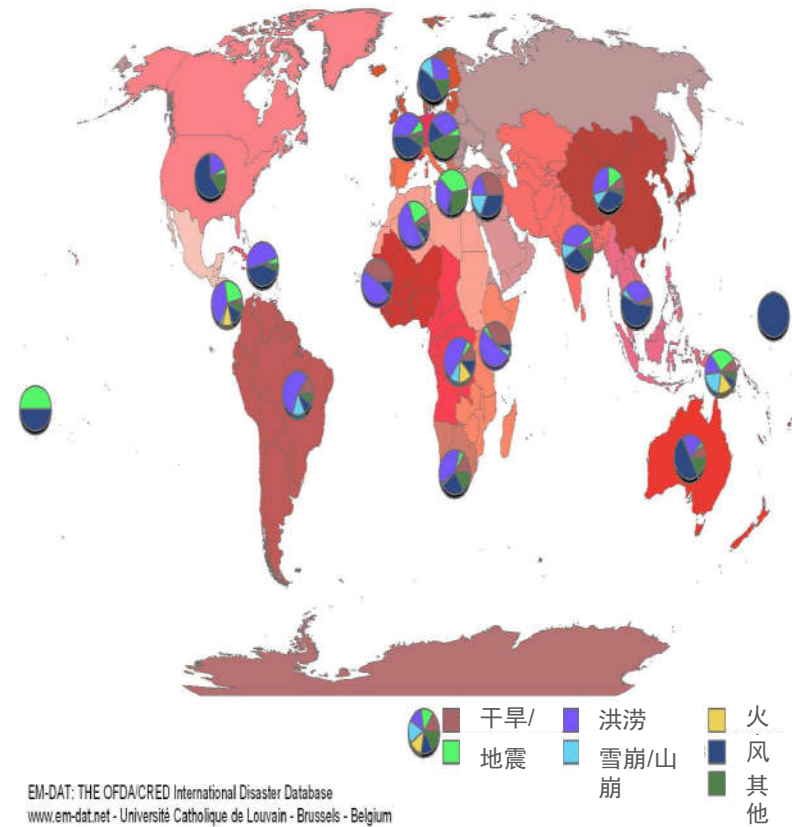 干旱/
洪涝
火
地震
雪崩/山
崩
风
其
他
EM-DAT: THE OFDA/CRED International Disaster Database
www.em-dat.net - Université Catholique de Louvain - Brussels - Belgium